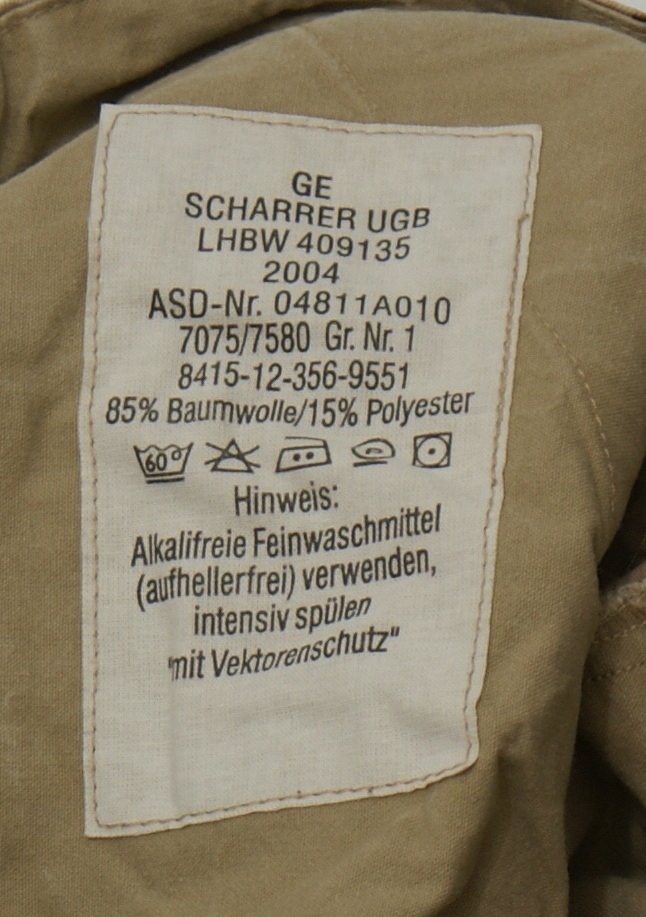 GE
SCHARRER UGB
LHBW 409135
2004
ASD-Nr. 04811A010
7075/7580 Gr. Nr. 1
8415-12-356-9551
85% Baumwolle/15% Polyester
60°
Hinweis:
Alkalifreie Feinwaschmittel
(aufhellerfrei) verwenden,
intensiv spülen
"mit Vektorenschutz"